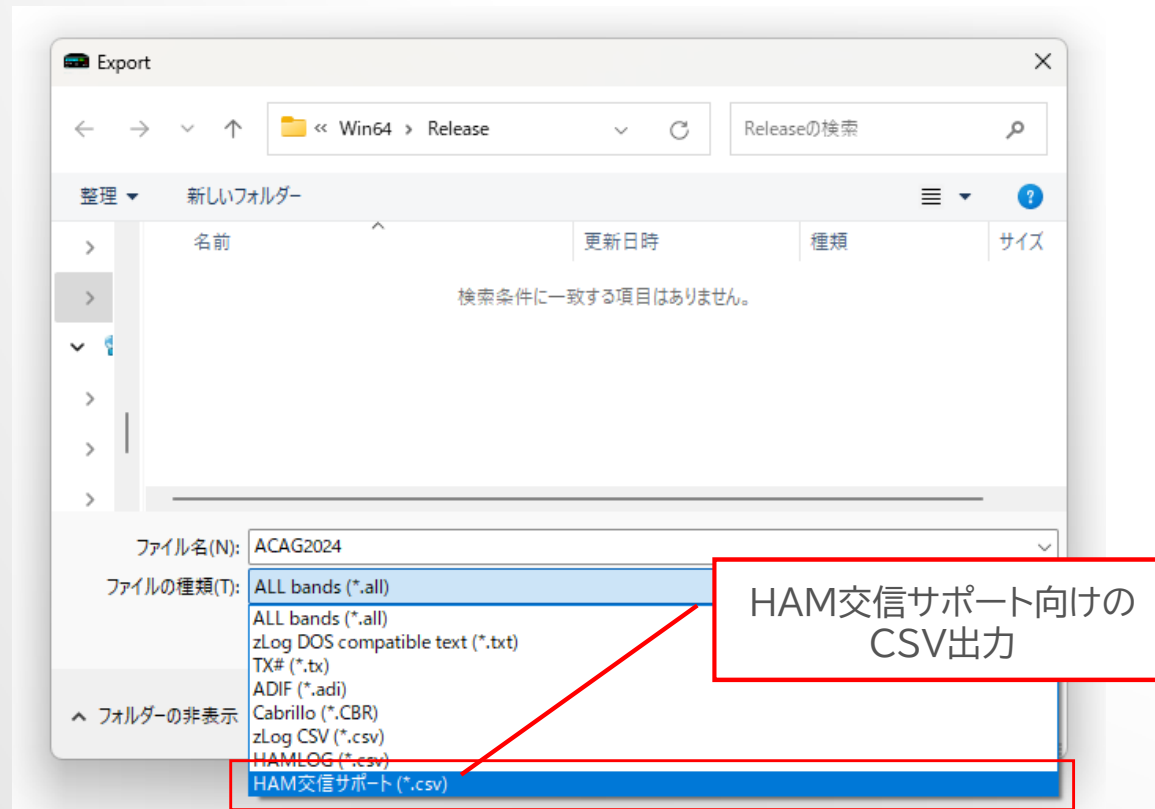 Export
« Win64 › Release
Releaseの検索
整理
新しいフォルダー
名前 更新日時 種類 サイズ
検索条件に一致する項目はありません。
ファイル名(N): ACAG2024
ファイルの種類(T): ALL bands (*.all)
ALL bands (*.all)
zLog DOS compatible text (*.txt)
TX# (*.tx)
ADIF (*.adi)
Cabrillo (*.CBR)
zLog CSV (*.csv)
HAMLOG (*.csv)
HAM交信サポート (*.csv)
フォルダーの非表示
HAM交信サポート向けの
CSV出力